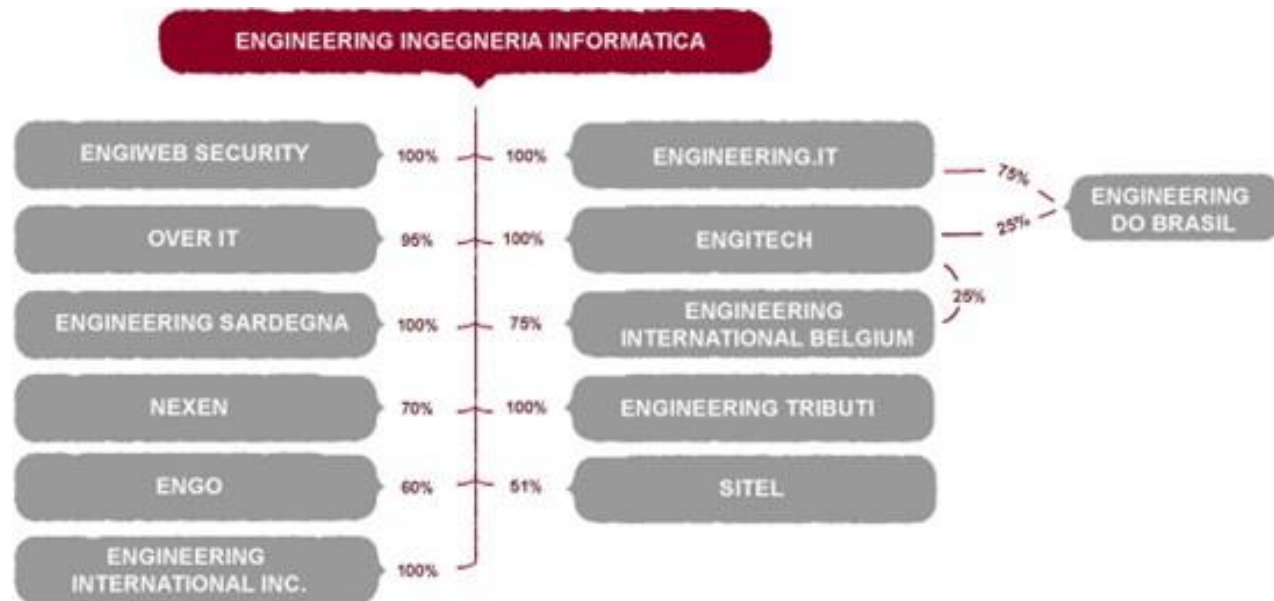 ENGINEERING INGEGNERIA INFORMATICA
ENGIWEB SECURITY
100%
100%
ENGINEERING.IT
75%
ENGINEERING
DO BRASIL
OVER IT
95%
100%
ENGITECH
25%
25%
ENGINEERING SARDEGNA
100%
75%
ENGINEERING
INTERNATIONAL BELGIUM
NEXEN
70%
100%
ENGINEERING TRIBUTI
ENGO
60%
51%
SITEL
ENGINEERING
INTERNATIONAL INC.
100%